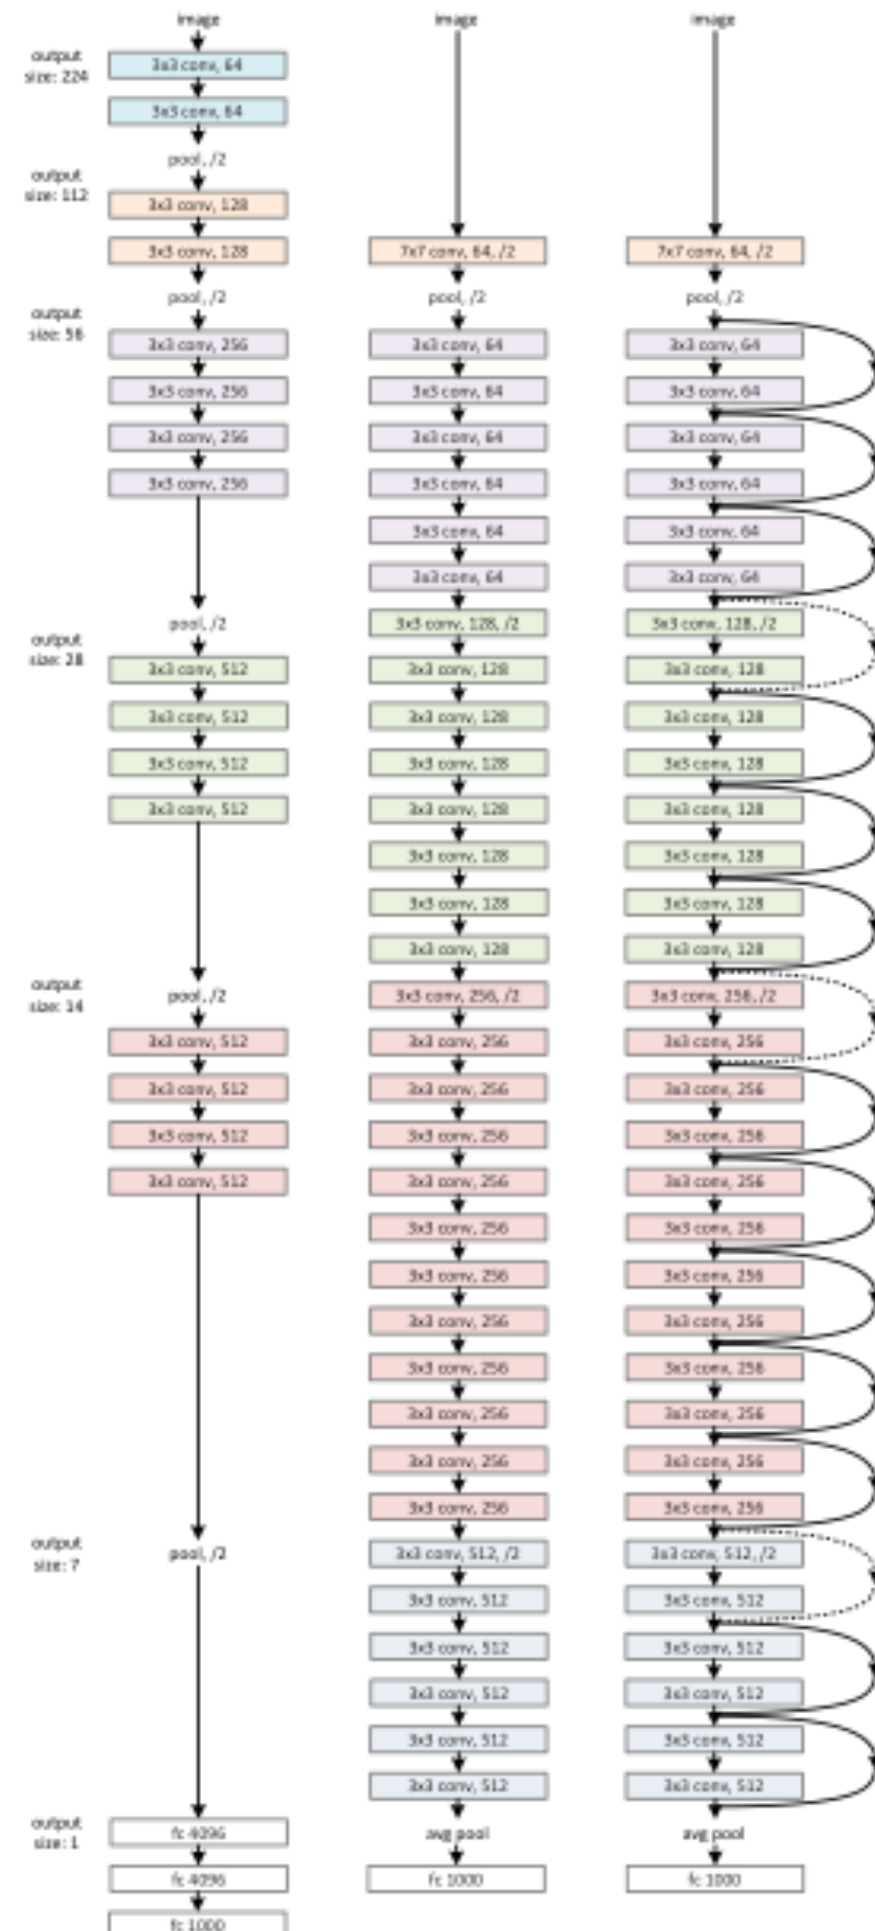 output
size: 224
output
size: 112
output
size: 56
output
size: 28
output
size: 14
output
size: 7
output
size: 1
image
3x3 conv, 64
3x3 conv, 64
pool, /2
3x3 conv, 128
3x3 conv, 128
pool, /2
3x3 conv, 256
3x3 conv, 256
3x3 conv, 256
3x3 conv, 256
pool, /2
3x3 conv, 512
3x3 conv, 512
3x3 conv, 512
3x3 conv, 512
pool, /2
3x3 conv, 512
3x3 conv, 512
3x3 conv, 512
3x3 conv, 512
pool, /2
fc 4096
fc 4096
fc 1000
image
7x7 conv, 64, /2
pool, /2
3x3 conv, 64
3x3 conv, 64
3x3 conv, 64
3x3 conv, 64
3x3 conv, 64
3x3 conv, 64
3x3 conv, 128, /2
3x3 conv, 128
3x3 conv, 128
3x3 conv, 128
3x3 conv, 128
3x3 conv, 128
3x3 conv, 128
3x3 conv, 128
3x3 conv, 256, /2
3x3 conv, 256
3x3 conv, 256
3x3 conv, 256
3x3 conv, 256
3x3 conv, 256
3x3 conv, 256
3x3 conv, 256
3x3 conv, 256
3x3 conv, 256
3x3 conv, 256
3x3 conv, 256
3x3 conv, 512, /2
3x3 conv, 512
3x3 conv, 512
3x3 conv, 512
3x3 conv, 512
3x3 conv, 512
avg pool
fc 1000
image
7x7 conv, 64, /2
pool, /2
3x3 conv, 64
3x3 conv, 64
3x3 conv, 64
3x3 conv, 64
3x3 conv, 64
3x3 conv, 64
3x3 conv, 128, /2
3x3 conv, 128
3x3 conv, 128
3x3 conv, 128
3x3 conv, 128
3x3 conv, 128
3x3 conv, 128
3x3 conv, 128
3x3 conv, 256, /2
3x3 conv, 256
3x3 conv, 256
3x3 conv, 256
3x3 conv, 256
3x3 conv, 256
3x3 conv, 256
3x3 conv, 256
3x3 conv, 256
3x3 conv, 256
3x3 conv, 256
3x3 conv, 256
3x3 conv, 512, /2
3x3 conv, 512
3x3 conv, 512
3x3 conv, 512
3x3 conv, 512
3x3 conv, 512
avg pool
fc 1000